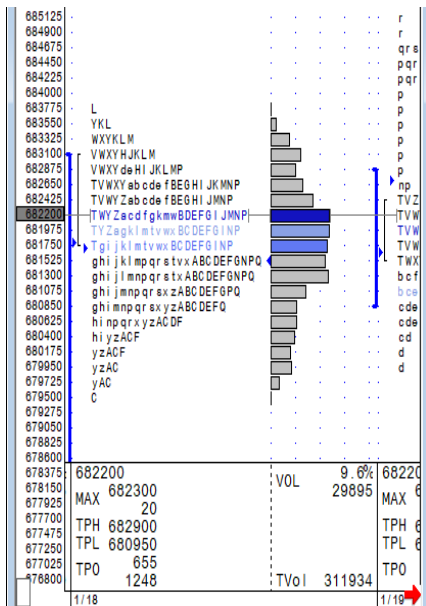 685125 r
684900 r
684675 qrs
684450 pqr
684225 pqr
684000 p
683775 L p
683550 YKL p
683325 WXYKLM p
683100 VWXYHJKLM p
682875 VWXYdeHIJKLMP p
682650 TVWXYabcdefBEGHIJKMNP np
682425 TVWYZabcdefBEGHIJMNP TVZ
682200 TWYZacdfgkmwBDEFGIJMNP TVW
681975 TYZagklmtvwxBCDEFGINP TVW
681750 TgijklmtvwxBCDEFGINP TVW
681525 ghijklmpqrstvxABCDEFGNPQ TWX
681300 ghijlmnpqrstxABCDEFGNPQ bcf
681075 ghijmnpqrsxzABCDEFGPQ bce
680850 ghimnpqrsxyzABCDEFQ cde
680625 hinpqrxyzACDF cde
680400 hiyzACF cd
680175 yzACF d
679950 yzAC d
679725 yAC
679500 C
679275
679050
678825
678600
678375 682200 VOL 9.6% 68220
678150 MAX 682300 29895 MAX 6
677925 20
677700 TPH 682900 TPH 6
677475 TPL 680950 TPL 6
677250
677025 TPO 655 TPO
676800 1248 TVol 311934
1/18 1/19